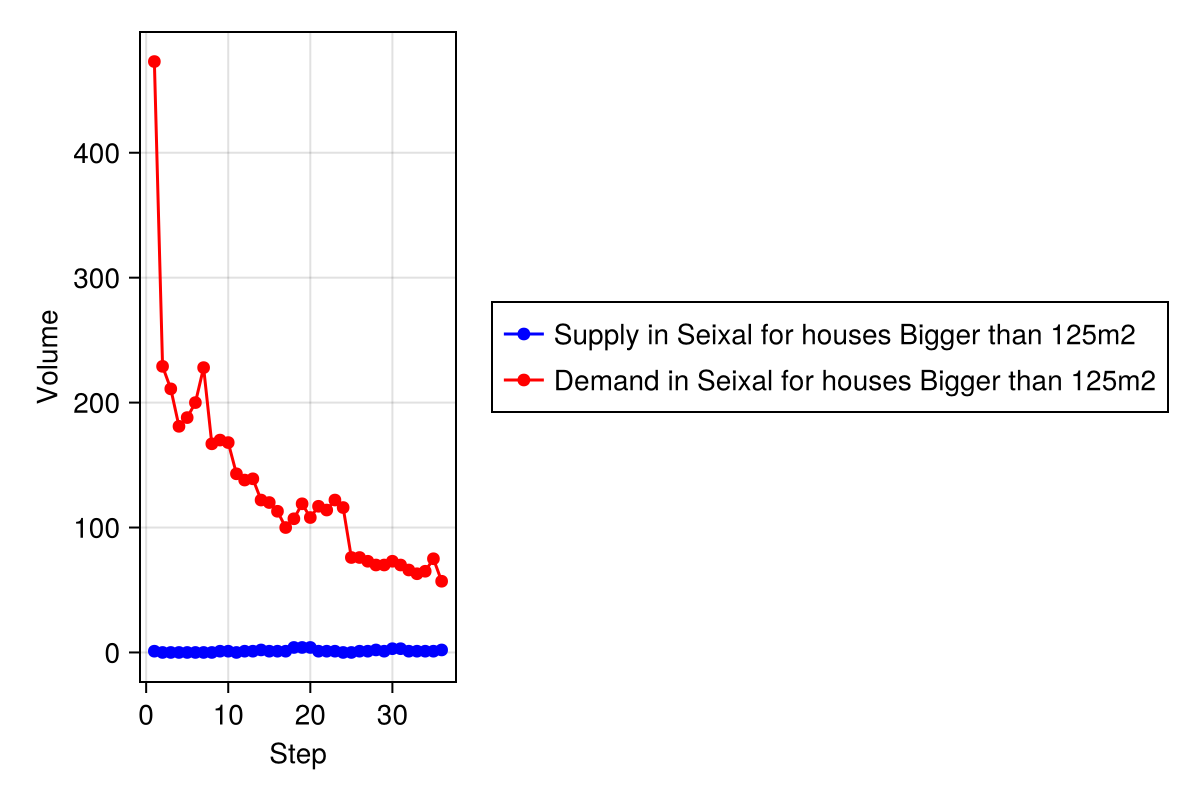 400
300
200
100
0
Volume
0 10 20 30
Step
Supply in Seixal for houses Bigger than 125m2
Demand in Seixal for houses Bigger than 125m2